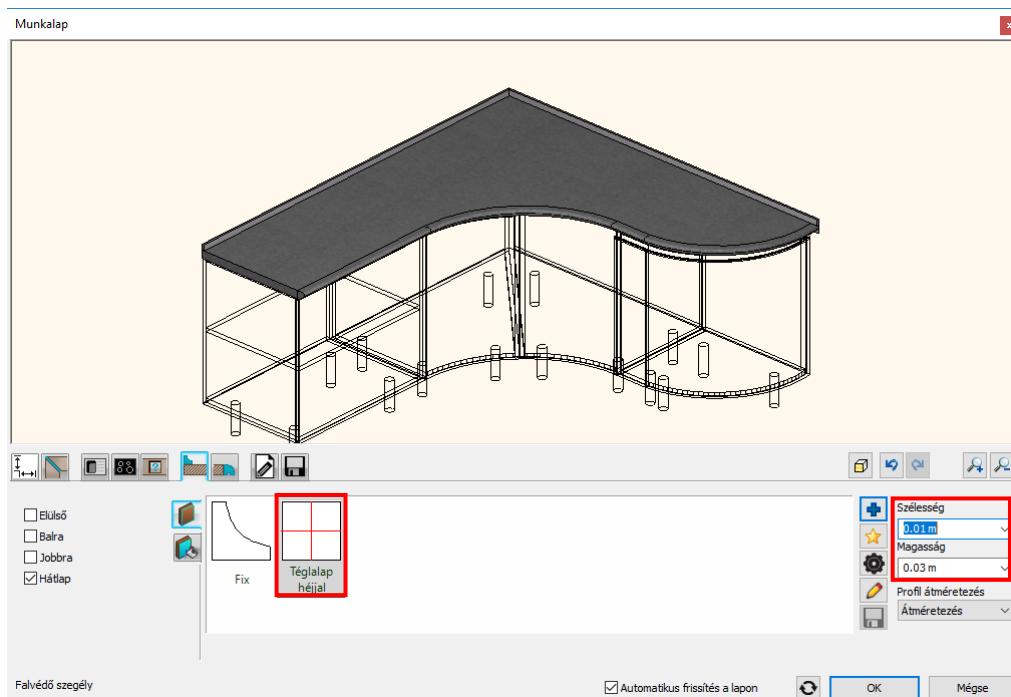 Munkalap
Elülső
Balra
Jobbra
Hátlap
Fix
Téglalap
héjjal
Szélesség
0.01 m
Magasság
0.03 m
Profil átméretezés
Átméretezés
Falvédő szegély
Automatikus frissítés a lapon
OK
Mégse